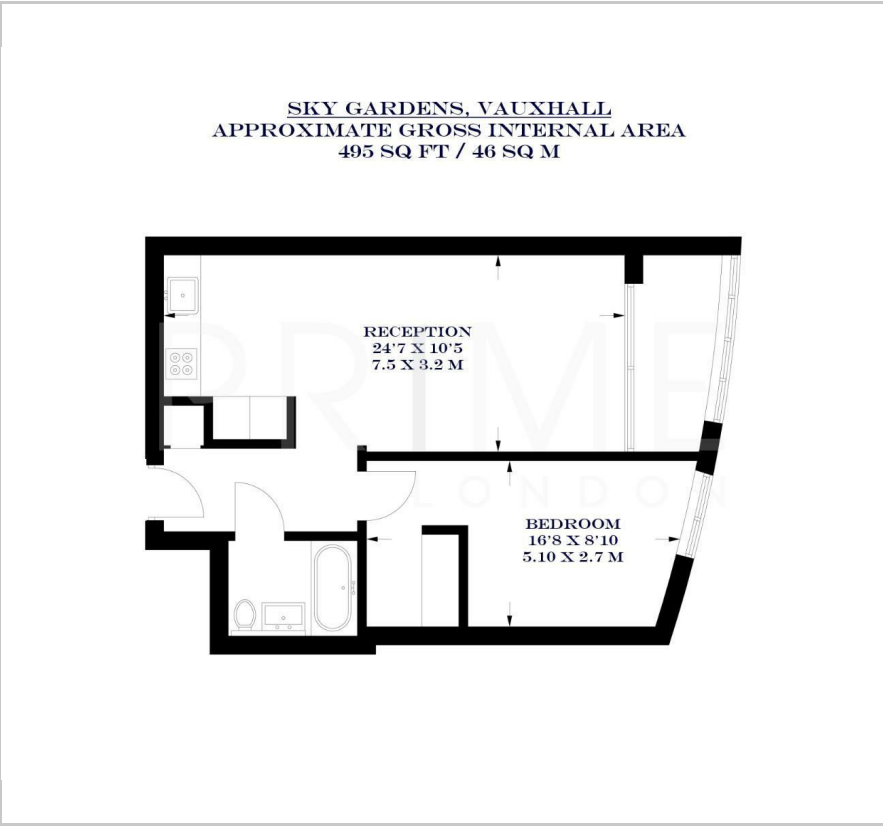 SKY GARDENS, VAUXHALL
APPROXIMATE GROSS INTERNAL AREA
495 SQ FT / 46 SQ M
RECEPTION
24'7 X 10'5
7.5 X 3.2 M
PRIME
LONDON
BEDROOM
16'8 X 8'10
5.10 X 2.7 M